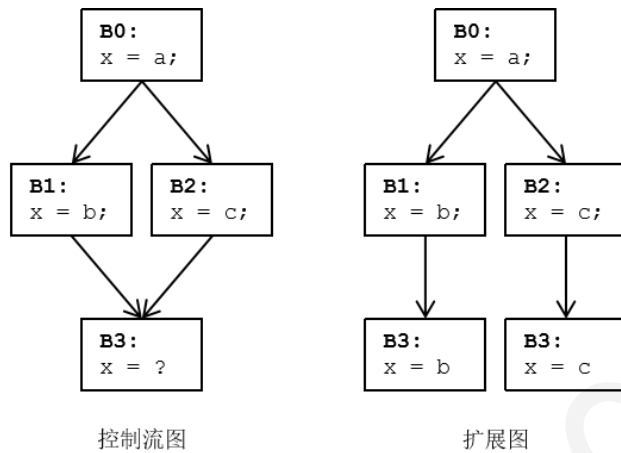 B0:
x = a;
B1:
x = b;
B2:
x = c;
B3:
x = ?
控制流图
B0:
x = a;
B1:
x = b;
B2:
x = c;
B3:
x = b
B3:
x = c
扩展图